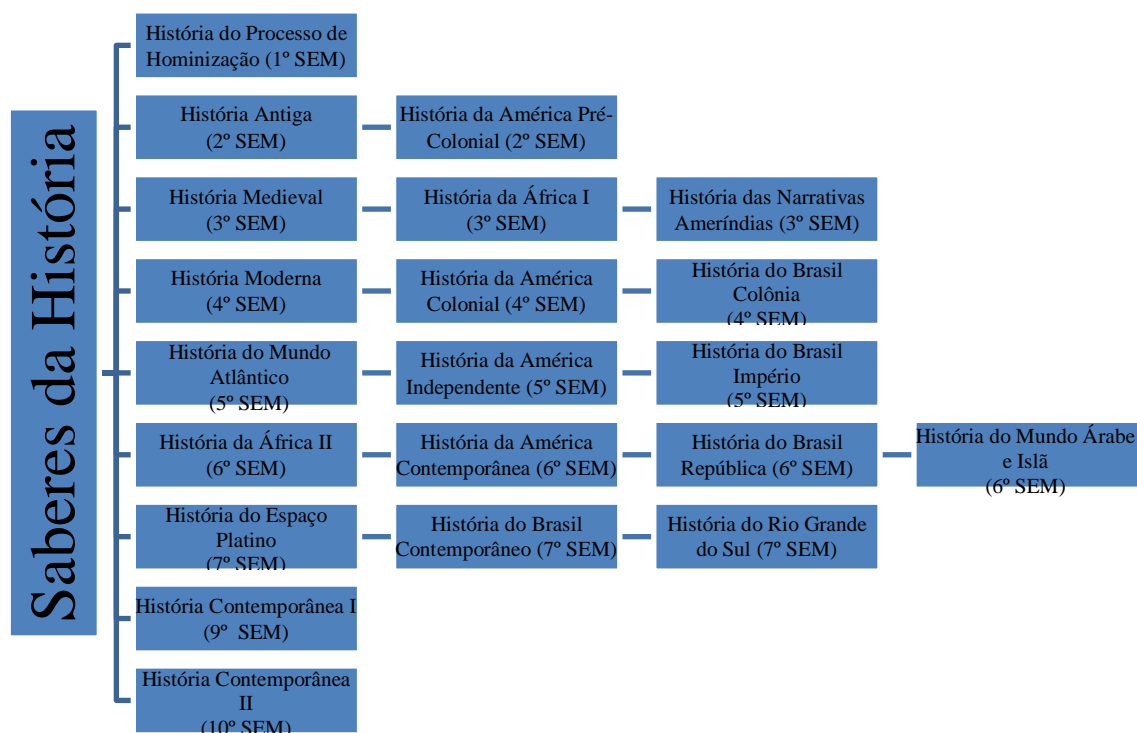 Saberes da História
História do Processo de
Hominização (1º SEM)
História Antiga
(2º SEM)
História da América Pré-
Colonial (2º SEM)
História Medieval
(3º SEM)
História da África I
(3º SEM)
História das Narrativas
Ameríndias (3º SEM)
História Moderna
(4º SEM)
História da América
Colonial (4º SEM)
História do Brasil
Colônia
(4º SEM)
História do Mundo
Atlântico
(5º SEM)
História da América
Independente (5º SEM)
História do Brasil
Império
(5º SEM)
História da África II
(6º SEM)
História da América
Contemporânea (6º SEM)
História do Brasil
República (6º SEM)
História do Mundo Árabe
e Islã
(6º SEM)
História do Espaço
Platino
(7º SEM)
História do Brasil
Contemporâneo (7º SEM)
História do Rio Grande
do Sul (7º SEM)
História Contemporânea I
(9º SEM)
História Contemporânea
II
(10º SEM)